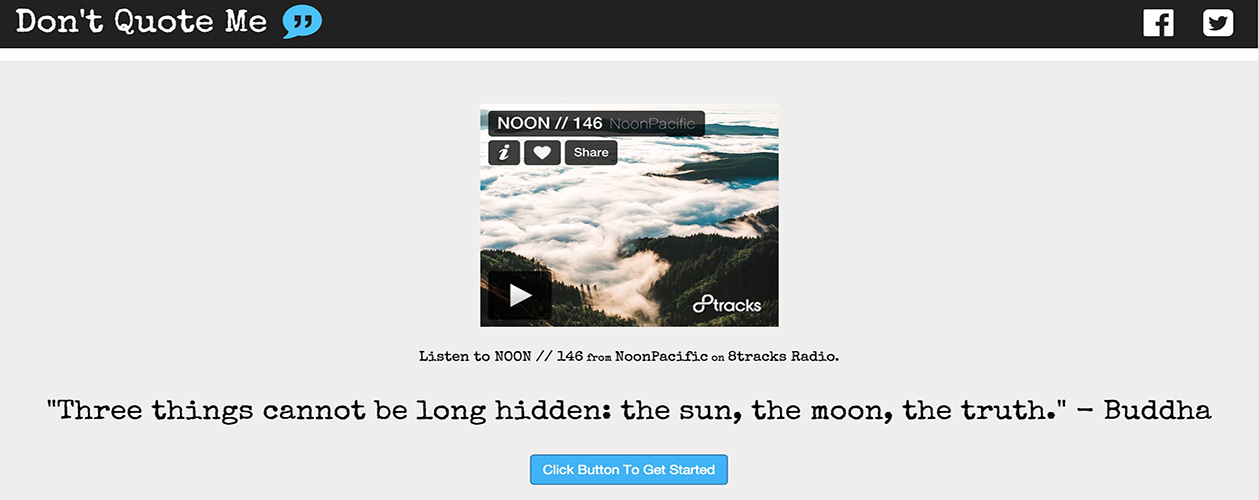 Don't Quote Me
NOON // 146 NoonPacific
i Share
8tracks
Listen to NOON // 146 from NoonPacific on 8tracks Radio.
"Three things cannot be long hidden: the sun, the moon, the truth." - Buddha
Click Button To Get Started